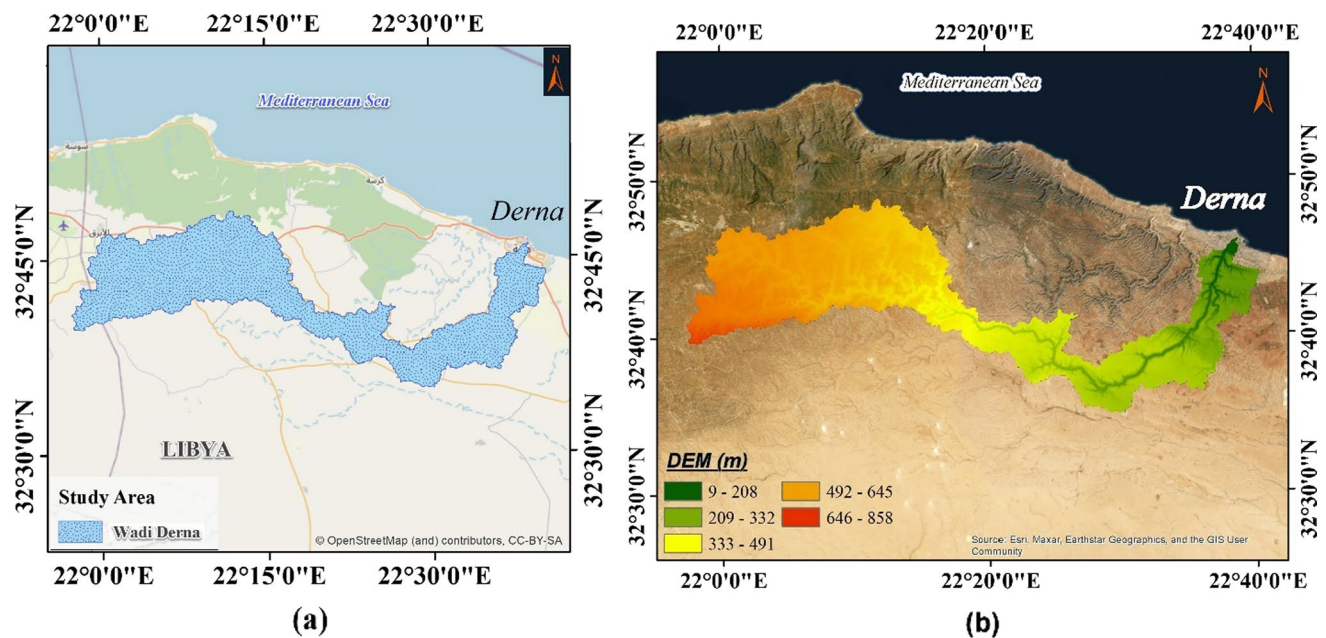 22°0'0"E 22°15'0"E 22°30'0"E
N
Mediterranean Sea
سوسة
كرسة
Derna
الأبرق
32°45'0"N
32°45'0"N
32°30'0"N
32°30'0"N
LIBYA
Study Area
Wadi Derna
© OpenStreetMap (and) contributors, CC-BY-SA
22°0'0"E 22°15'0"E 22°30'0"E
(a)
22°0'0"E 22°20'0"E 22°40'0"E
N
Mediterranean Sea
32°50'0"N
32°50'0"N
Derna
32°40'0"N
32°40'0"N
32°30'0"N
32°30'0"N
DEM (m)
9 - 208
209 - 332
333 - 491
492 - 645
646 - 858
Source: Esri, Maxar, Earthstar Geographics, and the GIS User
Community
22°0'0"E 22°20'0"E 22°40'0"E
(b)